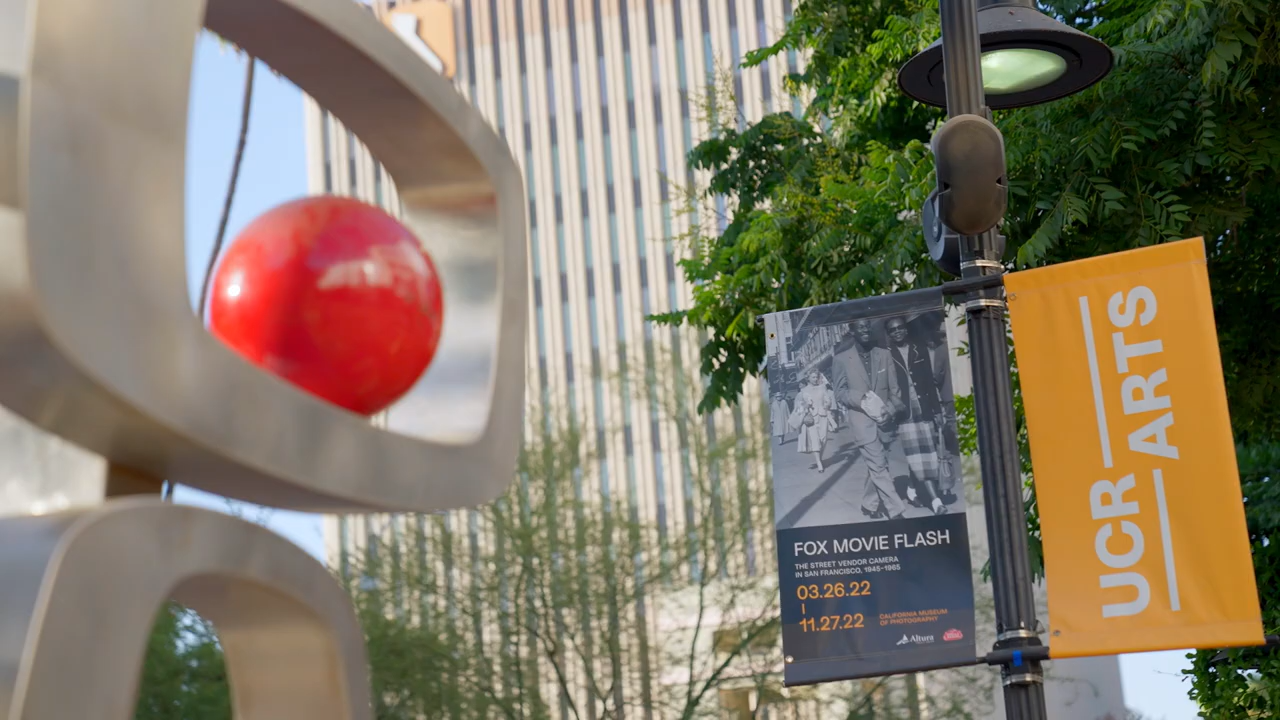 FOX MOVIE FLASH
THE STREET VENDOR CAMERA
IN SAN FRANCISCO, 1945–1965
03.26.22
11.27.22
CALIFORNIA MUSEUM
OF PHOTOGRAPHY
Altura
UCR
ARTS